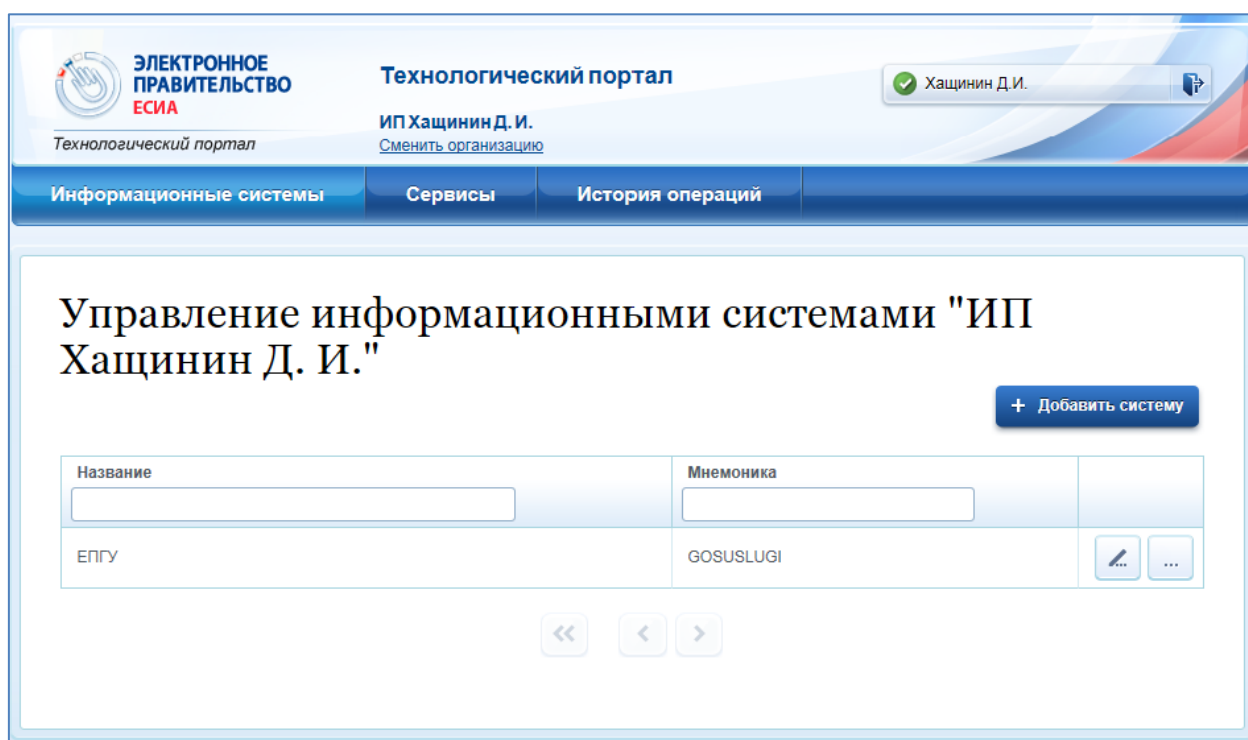 ЭЛЕКТРОННОЕ
ПРАВИТЕЛЬСТВО
ЕСИА
Технологический портал
Технологический портал
ИП Хащинин Д. И.
Сменить организацию
Хащинин Д.И.
Информационные системы
Сервисы
История операций
Управление информационными системами "ИП
Хащинин Д. И."
+ Добавить систему
Название
Мнемоника
ЕПГУ
GOSUSLUGI
...